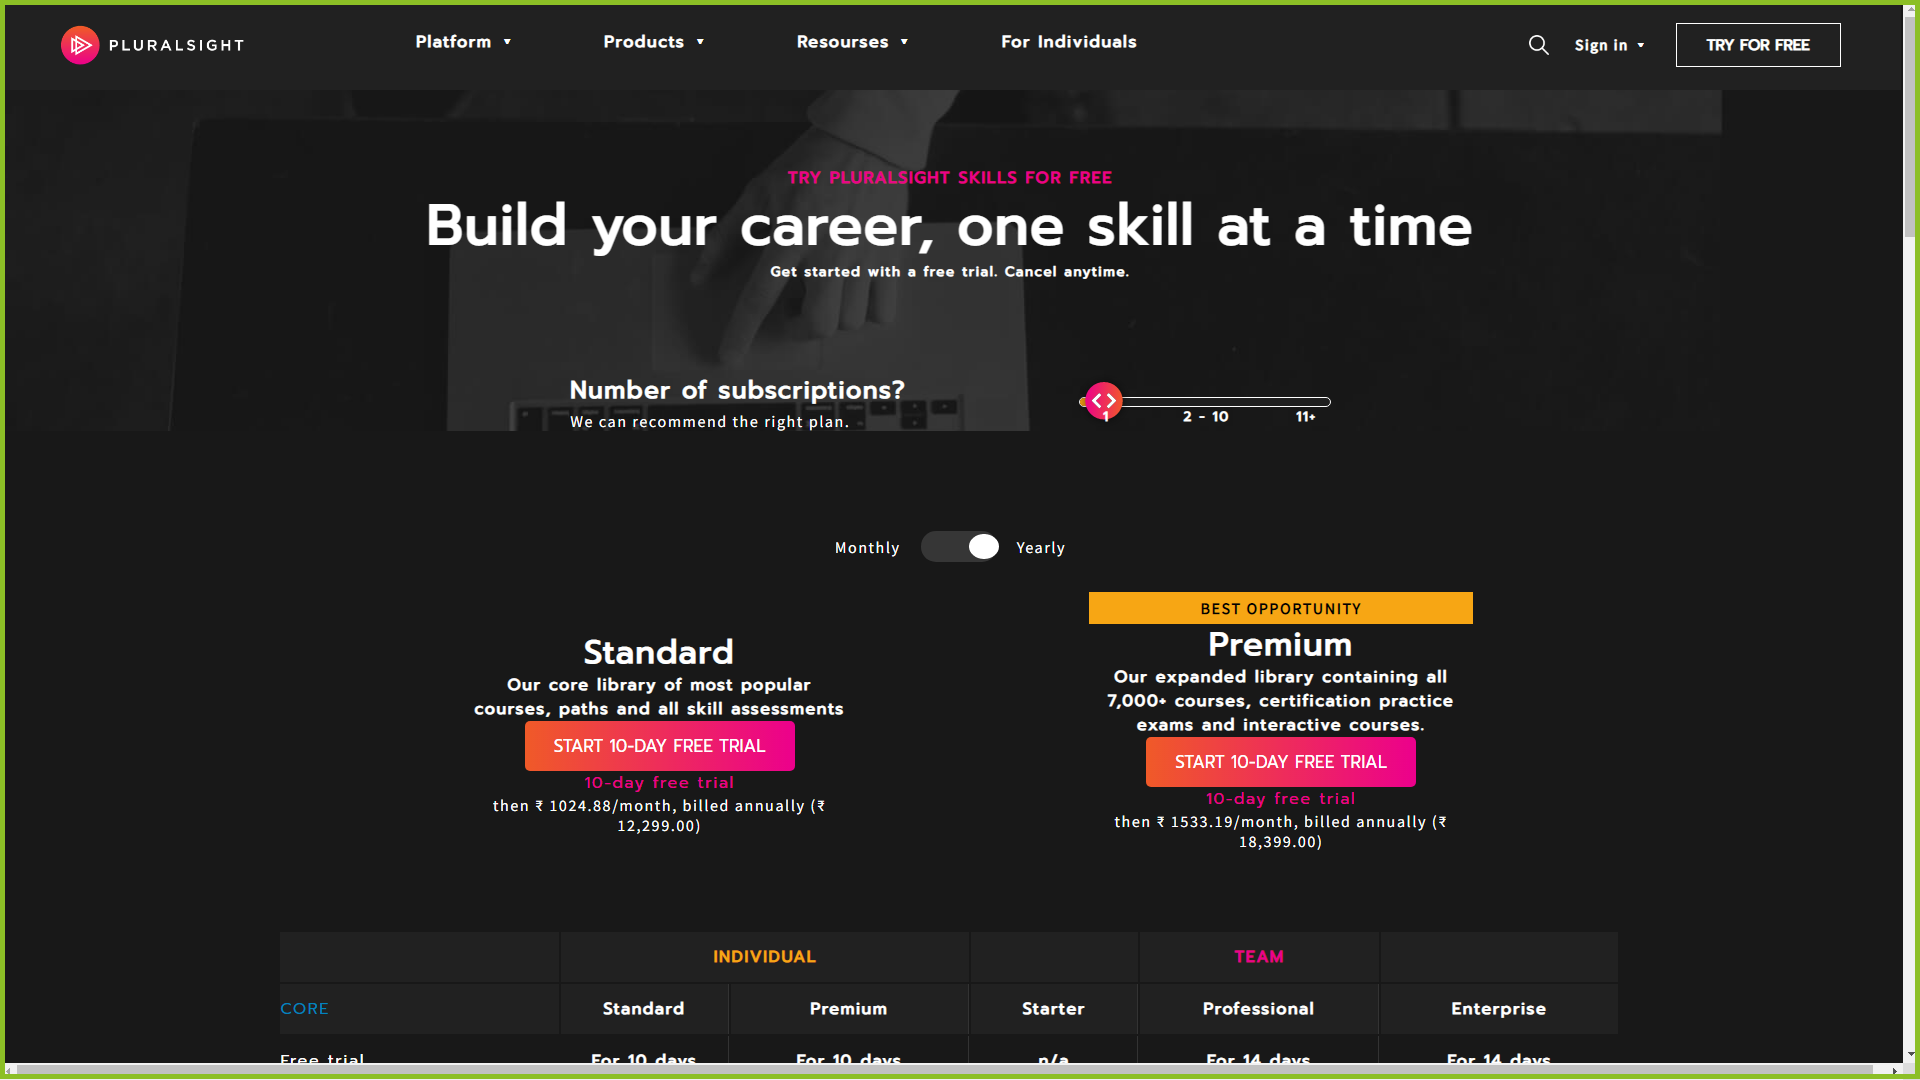 PLURALSIGHT
Platform
Products
Resourses
For Individuals
Sign in
TRY FOR FREE
TRY PLURALSIGHT SKILLS FOR FREE
Build your career, one skill at a time
Get started with a free trial. Cancel anytime.
Number of subscriptions?
We can recommend the right plan.
1
2 - 10
11+
Monthly
Yearly
Standard
Our core library of most popular
courses, paths and all skill assessments
START 10-DAY FREE TRIAL
10-day free trial
then ₹ 1024.88/month, billed annually (₹
12,299.00)
BEST OPPORTUNITY
Premium
Our expanded library containing all
7,000+ courses, certification practice
exams and interactive courses.
START 10-DAY FREE TRIAL
10-day free trial
then ₹ 1533.19/month, billed annually (₹
18,399.00)
INDIVIDUAL
TEAM
CORE
Standard
Premium
Starter
Professional
Enterprise
Free trial
For 10 days
For 10 days
n/a
For 14 days
For 14 days